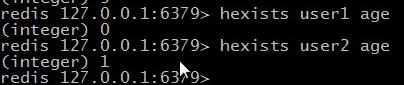 redis 127.0.0.1:6379> hexists user1 age
(integer) 0
redis 127.0.0.1:6379> hexists user2 age
(integer) 1
redis 127.0.0.1:6379>